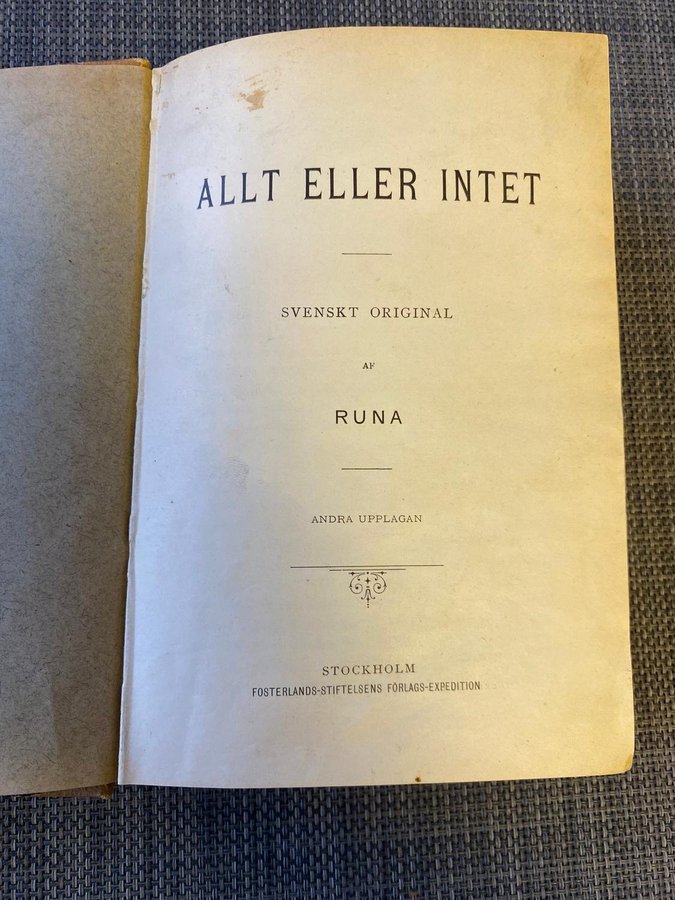 ALLT ELLER INTET
SVENSKT ORIGINAL
AF
RUNA
ANDRA UPPLAGAN
STOCKHOLM
FOSTERLANDS-STIFTELSENS FÖRLAGS-EXPEDITION